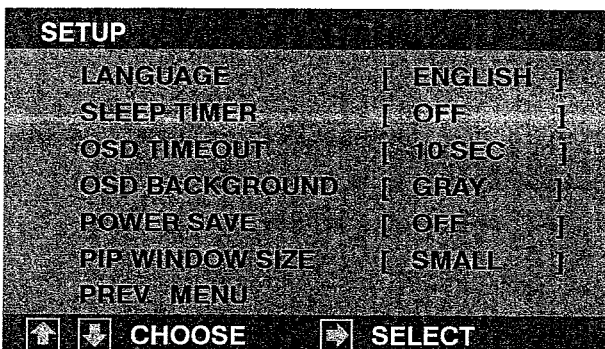 SETUP
LANGUAGE [ ENGLISH ]
SLEEP TIMER [ OFF ]
OSD TIMEOUT [ 10 SEC ]
OSD BACKGROUND [ GRAY ]
POWER SAVE [ OFF ]
PIP WINDOW SIZE [ SMALL ]
PREV. MENU
CHOOSE SELECT